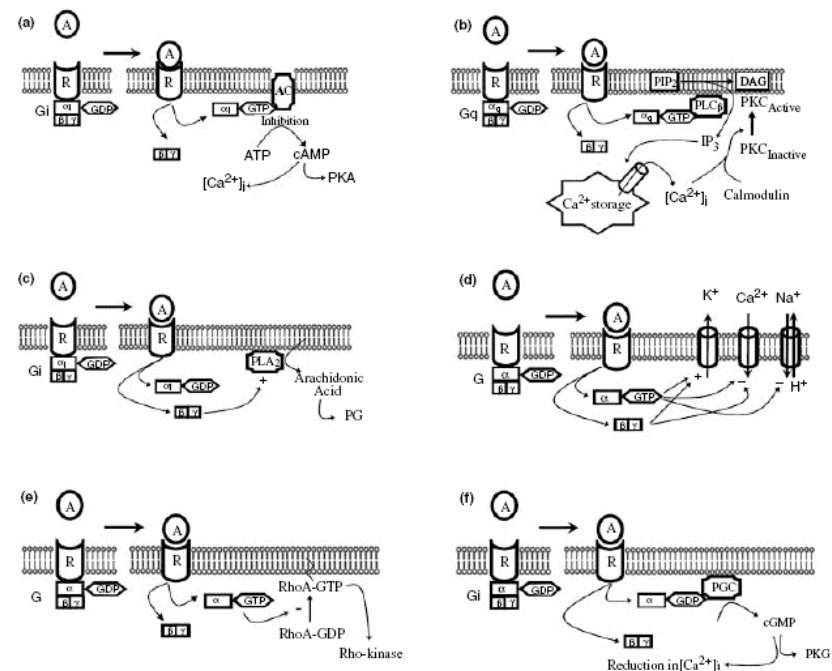 (a)
A
A
R
R
AC
Gi
αi
GDP
β γ
αi
GTP
Inhibition
β γ
ATP
cAMP
[Ca2+]i
PKA
(b)
A
A
R
R
PIP2
DAG
Gq
αq
GDP
β γ
αq
GTP
PLCβ
PKCActive
β γ
IP3
PKCInactive
Ca2+storage
[Ca2+]i
Calmodulin
(c)
A
A
R
R
Gi
αi
GDP
β γ
PLA2
αi
GDP
+
Arachidonic
Acid
β γ
PG
(d)
A
A
K+
Ca2+
Na+
R
R
G
α
GDP
β γ
+
−
−
H+
α
GTP
β γ
(e)
A
A
R
R
G
α
GDP
β γ
RhoA-GTP
α
GTP
-
β γ
RhoA-GDP
Rho-kinase
(f)
A
A
R
R
Gi
α
GDP
β γ
PGC
α
GDP
cGMP
β γ
PKG
Reduction in[Ca2+]i